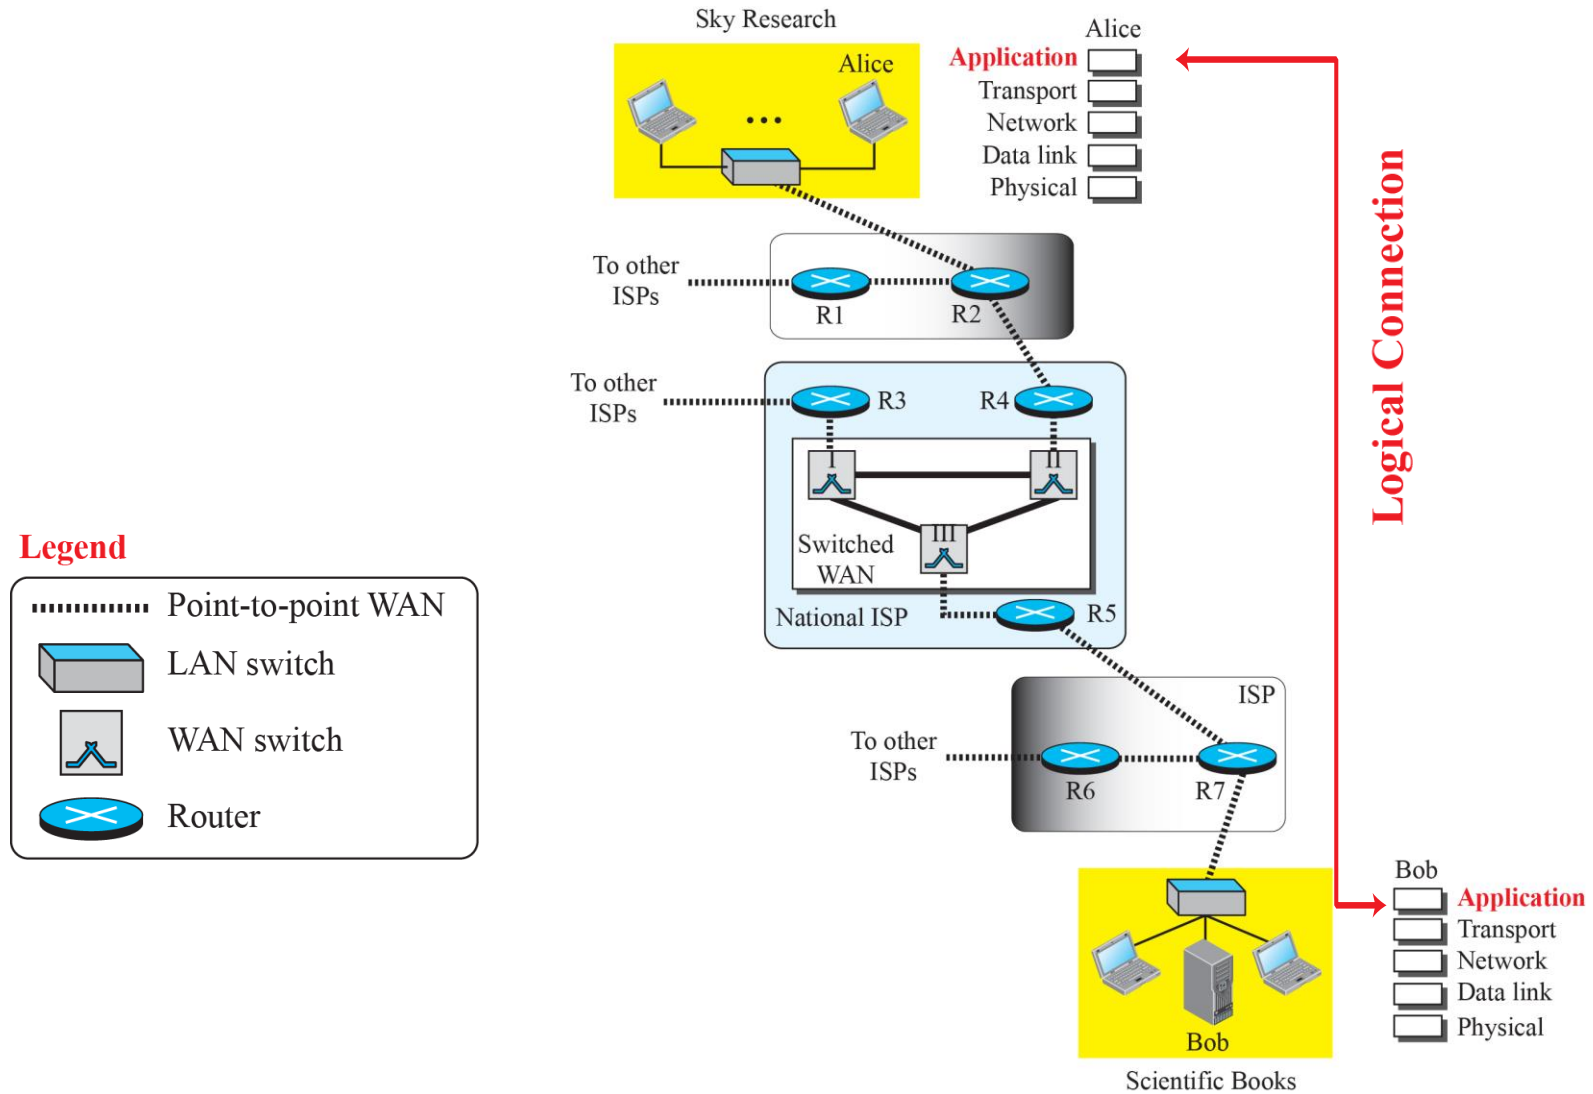 Sky Research
Alice
Alice
Application
Transport
Network
Data link
Physical
Logical Connection
To other
ISPs
R1
R2
To other
ISPs
R3
R4
I
II
III
Switched
WAN
National ISP
R5
ISP
To other
ISPs
R6
R7
Legend
Point-to-point WAN
LAN switch
WAN switch
Router
Bob
Application
Transport
Network
Data link
Physical
Bob
Scientific Books